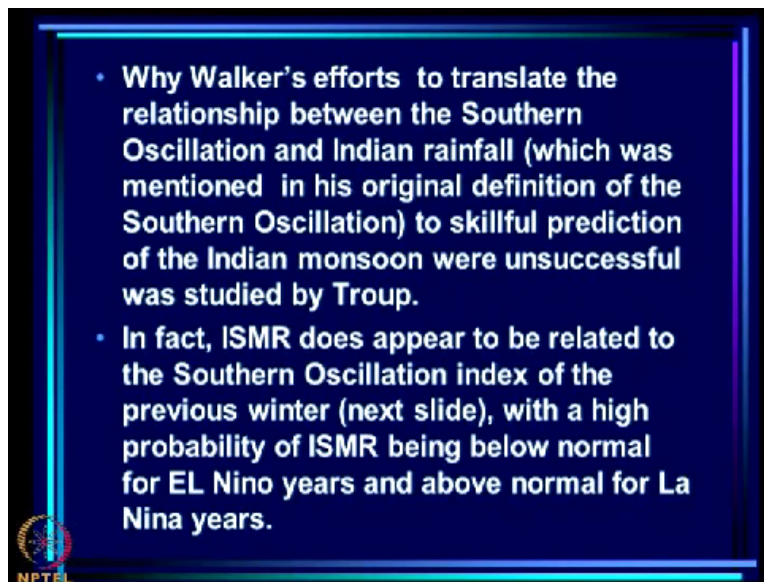 • Why Walker's efforts to translate the
relationship between the Southern
Oscillation and Indian rainfall (which was
mentioned in his original definition of the
Southern Oscillation) to skillful prediction
of the Indian monsoon were unsuccessful
was studied by Troup.
• In fact, ISMR does appear to be related to
the Southern Oscillation index of the
previous winter (next slide), with a high
probability of ISMR being below normal
for EL Nino years and above normal for La
Nina years.
NPTEL